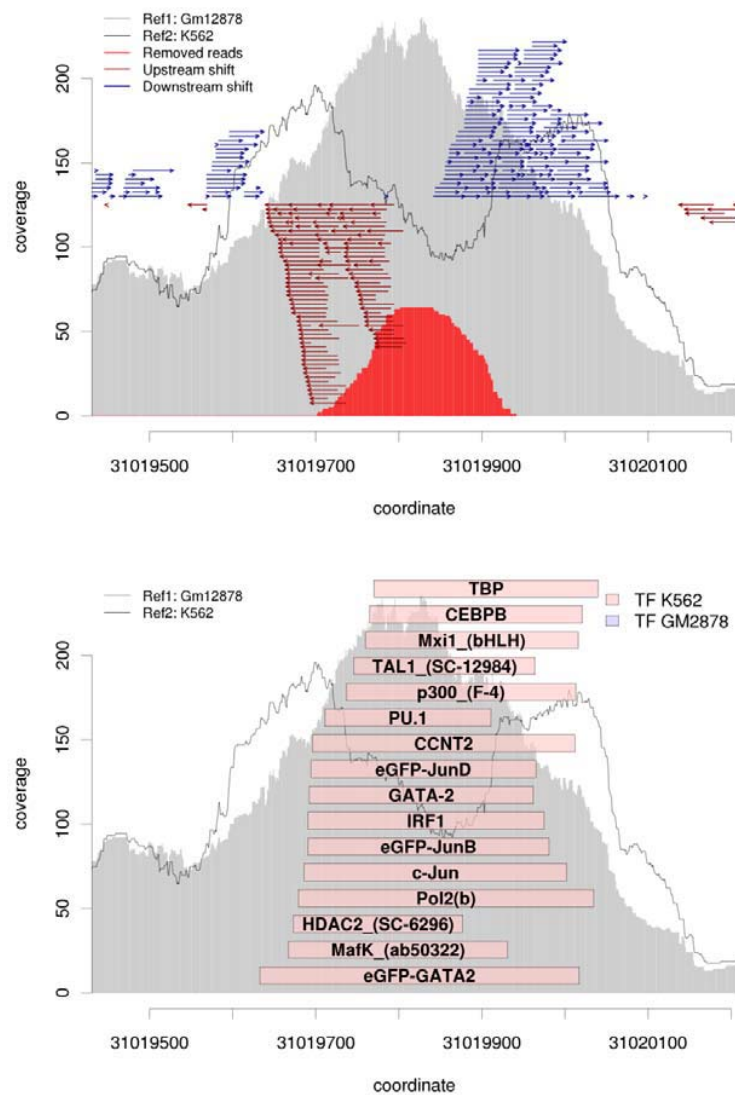 Ref1: Gm12878
Ref2: K562
Removed reads
Upstream shift
Downstream shift
200
150
100
50
0
coverage
31019500
31019700
31019900
31020100
coordinate
Ref1: Gm12878
Ref2: K562
TF K562
TF GM2878
TBP
CEBPB
Mxi1_(bHLH)
TAL1_(SC-12984)
p300_(F-4)
PU.1
CCNT2
eGFP-JunD
GATA-2
IRF1
eGFP-JunB
c-Jun
Pol2(b)
HDAC2_(SC-6296)
MafK_(ab50322)
eGFP-GATA2
200
150
100
50
0
coverage
31019500
31019700
31019900
31020100
coordinate